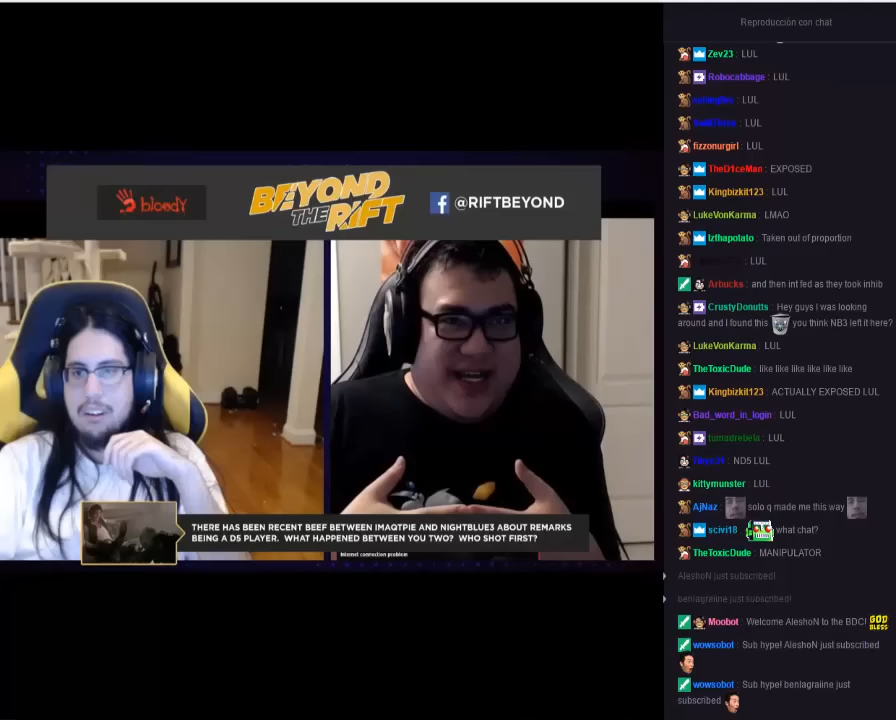 Reproducción con chat
Zev23 : LUL
Robocabbage : LUL
: LUL
: LUL
fizzonurgirl : LUL
TheD1ceMan : EXPOSED
Kingbizkit123 : LUL
LukeVonKarma : LMAO
Izthapotato : Taken out of proportion
: LUL
Arbucks : and then int fed as they took inhib
CrustyDonutts : Hey guys I was looking
around and I found this you think NB3 left it here?
LukeVonKarma : LUL
TheToxicDude : like like like like like like
Kingbizkit123 : ACTUALLY EXPOSED LUL
Bad_word_in_login : LUL
tumadrebela : LUL
: ND5 LUL
kittymunster : LUL
AjNaz : solo q made me this way
scivi18 : what chat?
TheToxicDude : MANIPULATOR
AleshoN just subscribed!
benlagraiine just subscribed!
Moobot : Welcome AleshoN to the BDC! GOD BLESS
wowsobot : Sub hype! AleshoN just subscribed
wowsobot : Sub hype! benlagraiine just
subscribed
bloody
BEYOND
THE RIFT
@RIFTBEYOND
THERE HAS BEEN RECENT BEEF BETWEEN IMAQTPIE AND NIGHTBLUE3 ABOUT REMARKS
BEING A D5 PLAYER. WHAT HAPPENED BETWEEN YOU TWO? WHO SHOT FIRST?
Internet connection problem